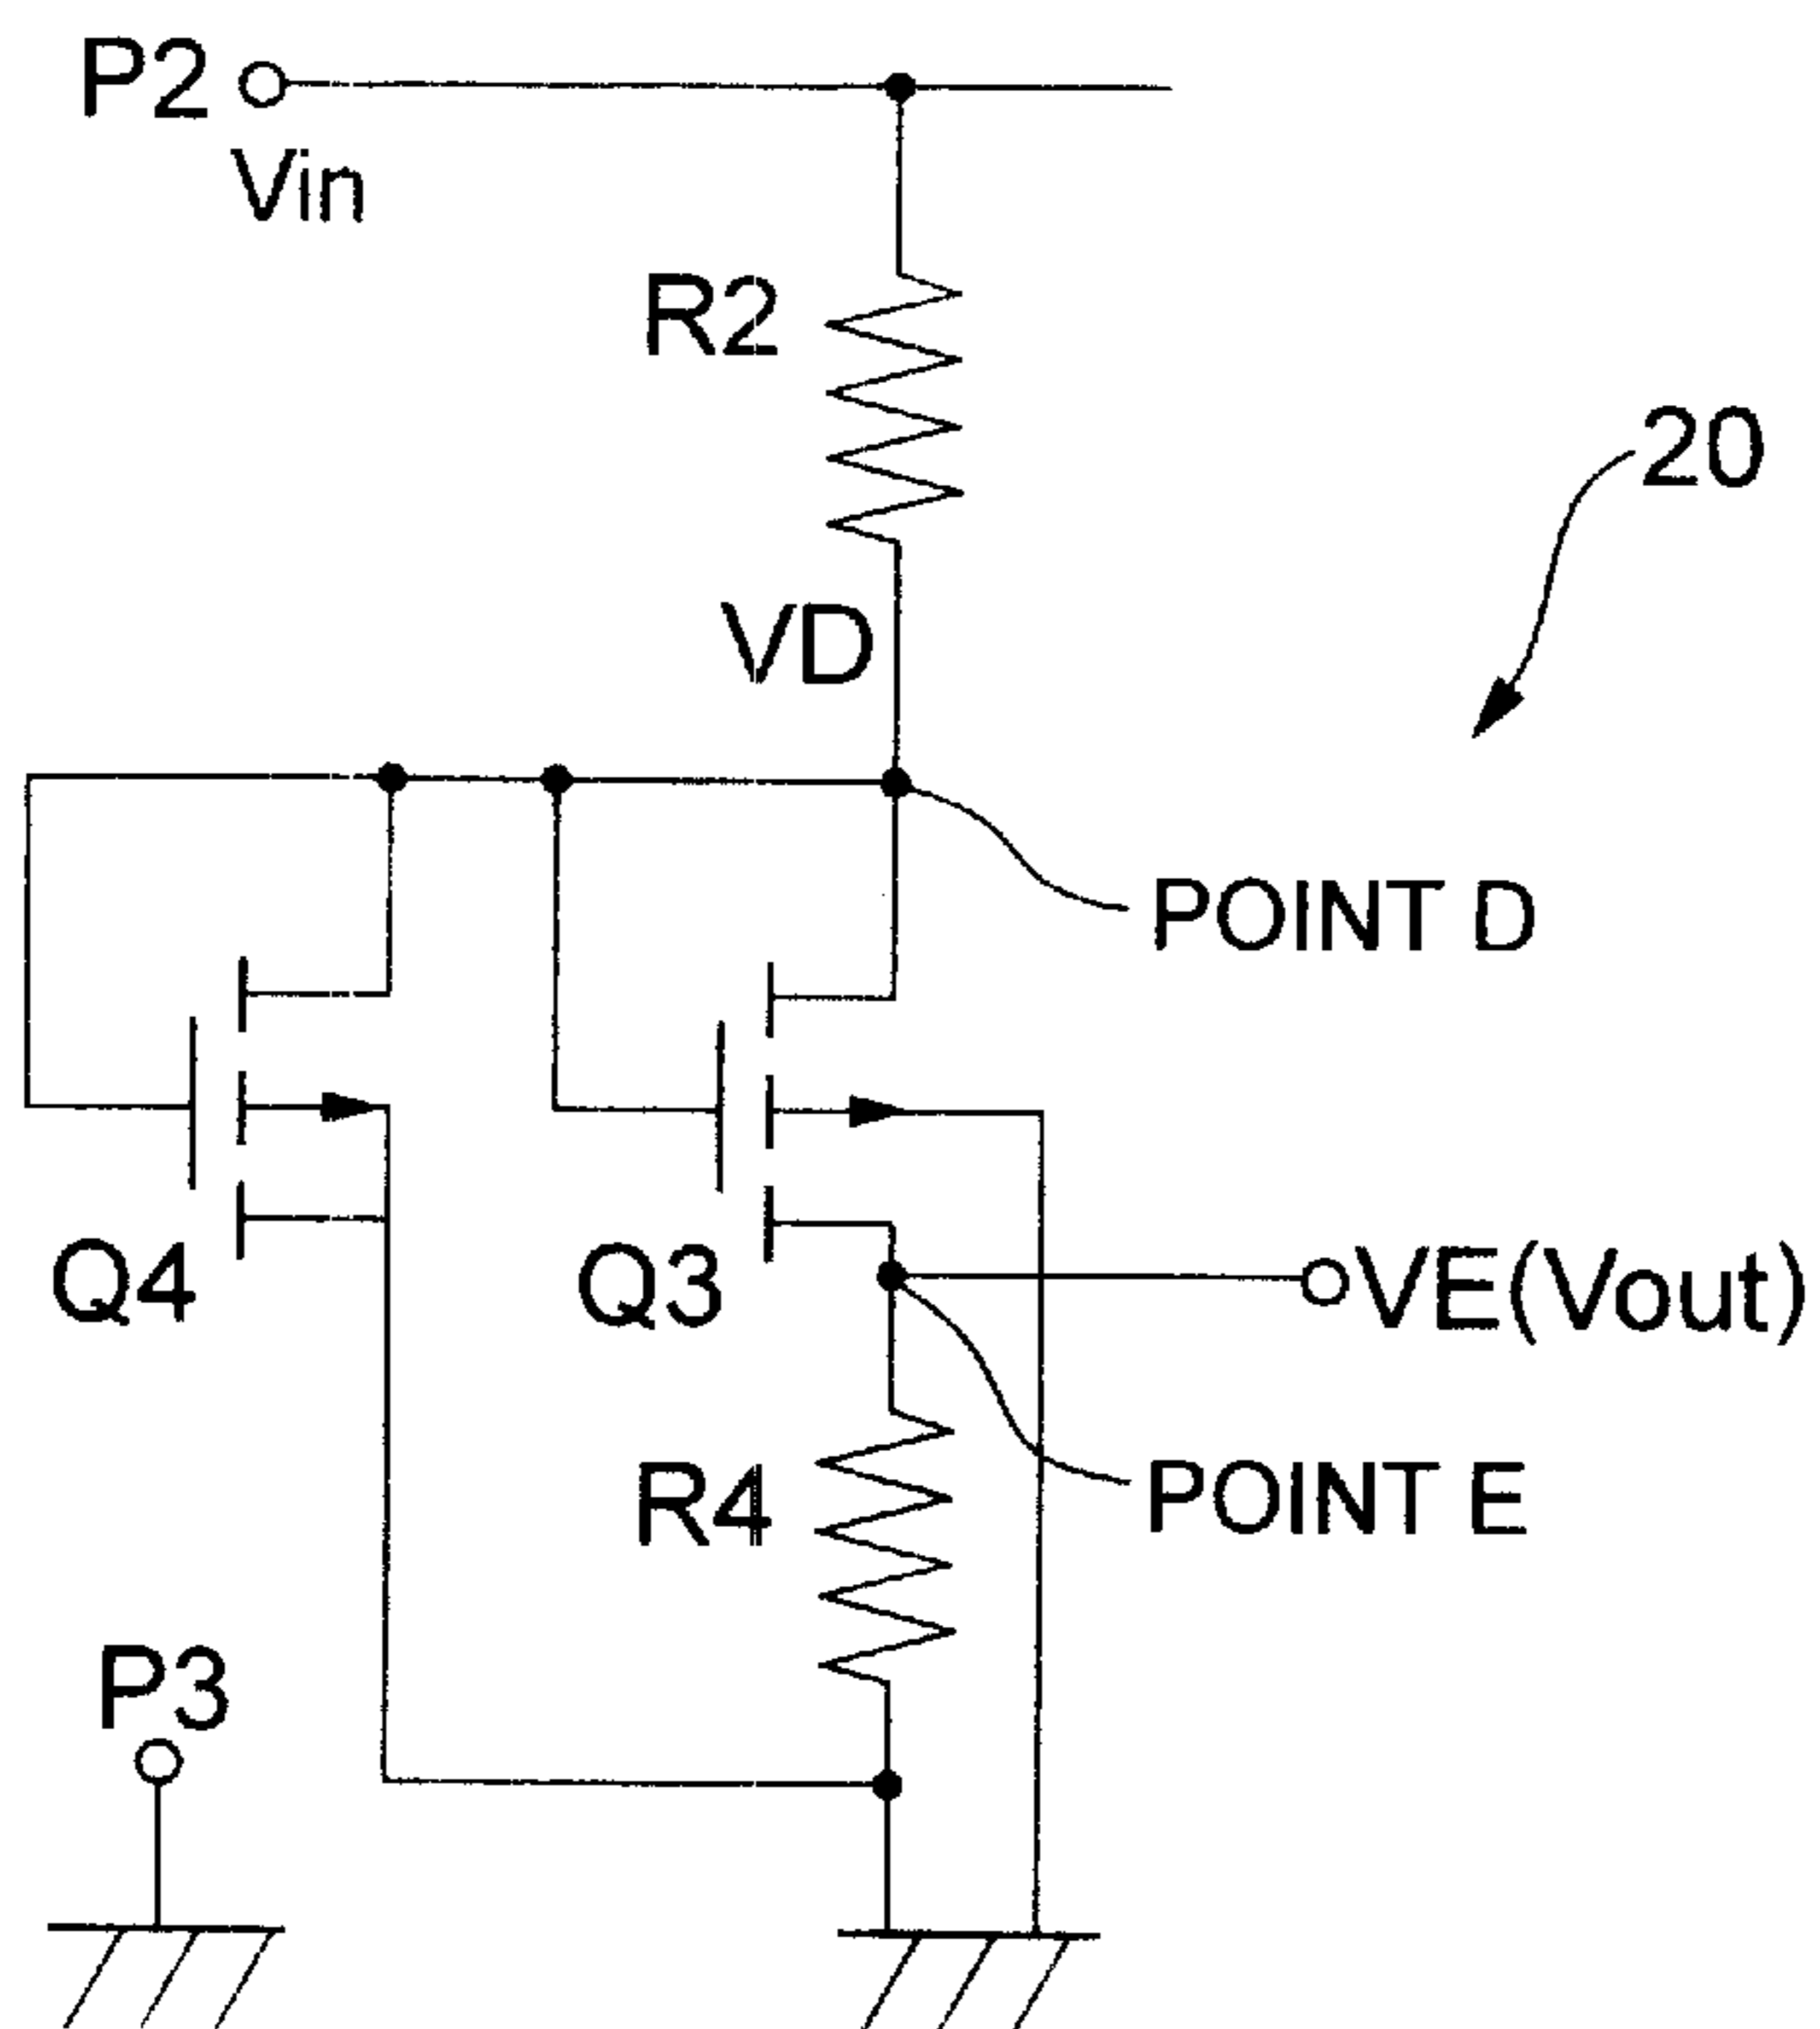 P2
Vin
R2
20
VD
POINT D
Q4
Q3
VE(Vout)
R4
POINT E
P3